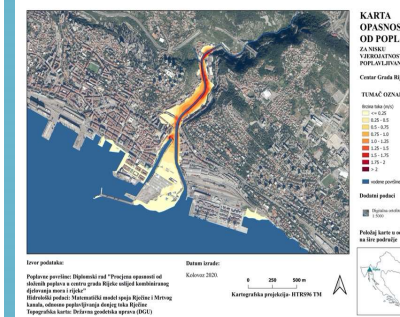 KARTA
OPASNOS
OD POPL
ZA NISKU
VJEROJATNOST
POPLAVLJIVAN
Centar Grada Rij
TUMAČ OZNA
Brzina toka (m/s)
<= 0.25
0.25 - 0.5
0.5 - 0.75
0.75 - 1.0
1.0 - 1.25
1.25 - 1.5
1.5 - 1.75
1.75 - 2
> 2
vodene površine
Dodatni podaci
1:5000
Položaj karte u od
na šire područje
Izvor podataka:
Poplavne površine: Diplomski rad "Procjena opasnosti od
složenih poplava u centru grada Rijeke uslijed kombiniranog
djelovanja mora i rijeke"
Hidrološki podaci: Matematički model spoja Rječine i Mrtvog
kanala, odnosno poplavljivanja donjeg toka Rječine
Topografska karta: Državna geodetska uprava (DGU)
Datum izrade:
Kolovoz 2020.
0 250 500 m
Kartografska projekcija- HTRS96 TM